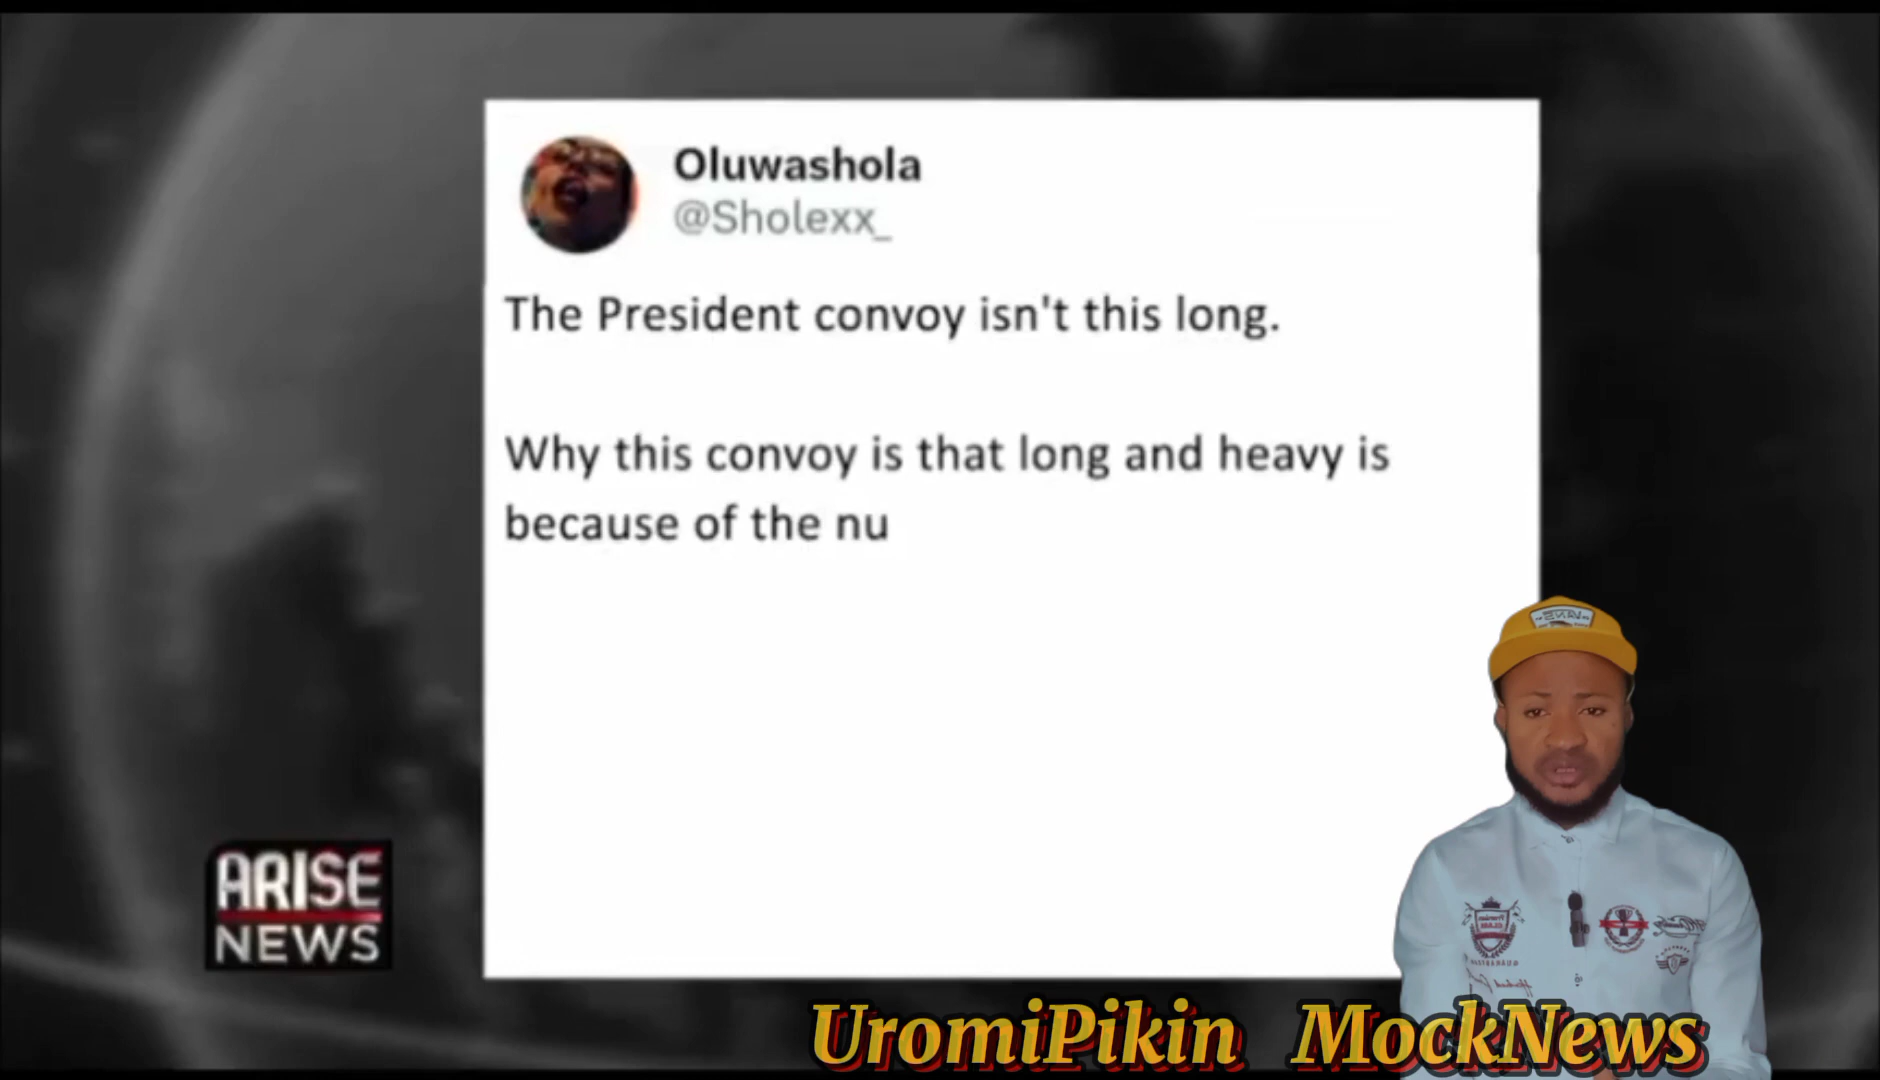 Oluwashola
@Sholexx_
The President convoy isn't this long.
Why this convoy is that long and heavy is
because of the nu
ARISE
NEWS
UromiPikin MockNews